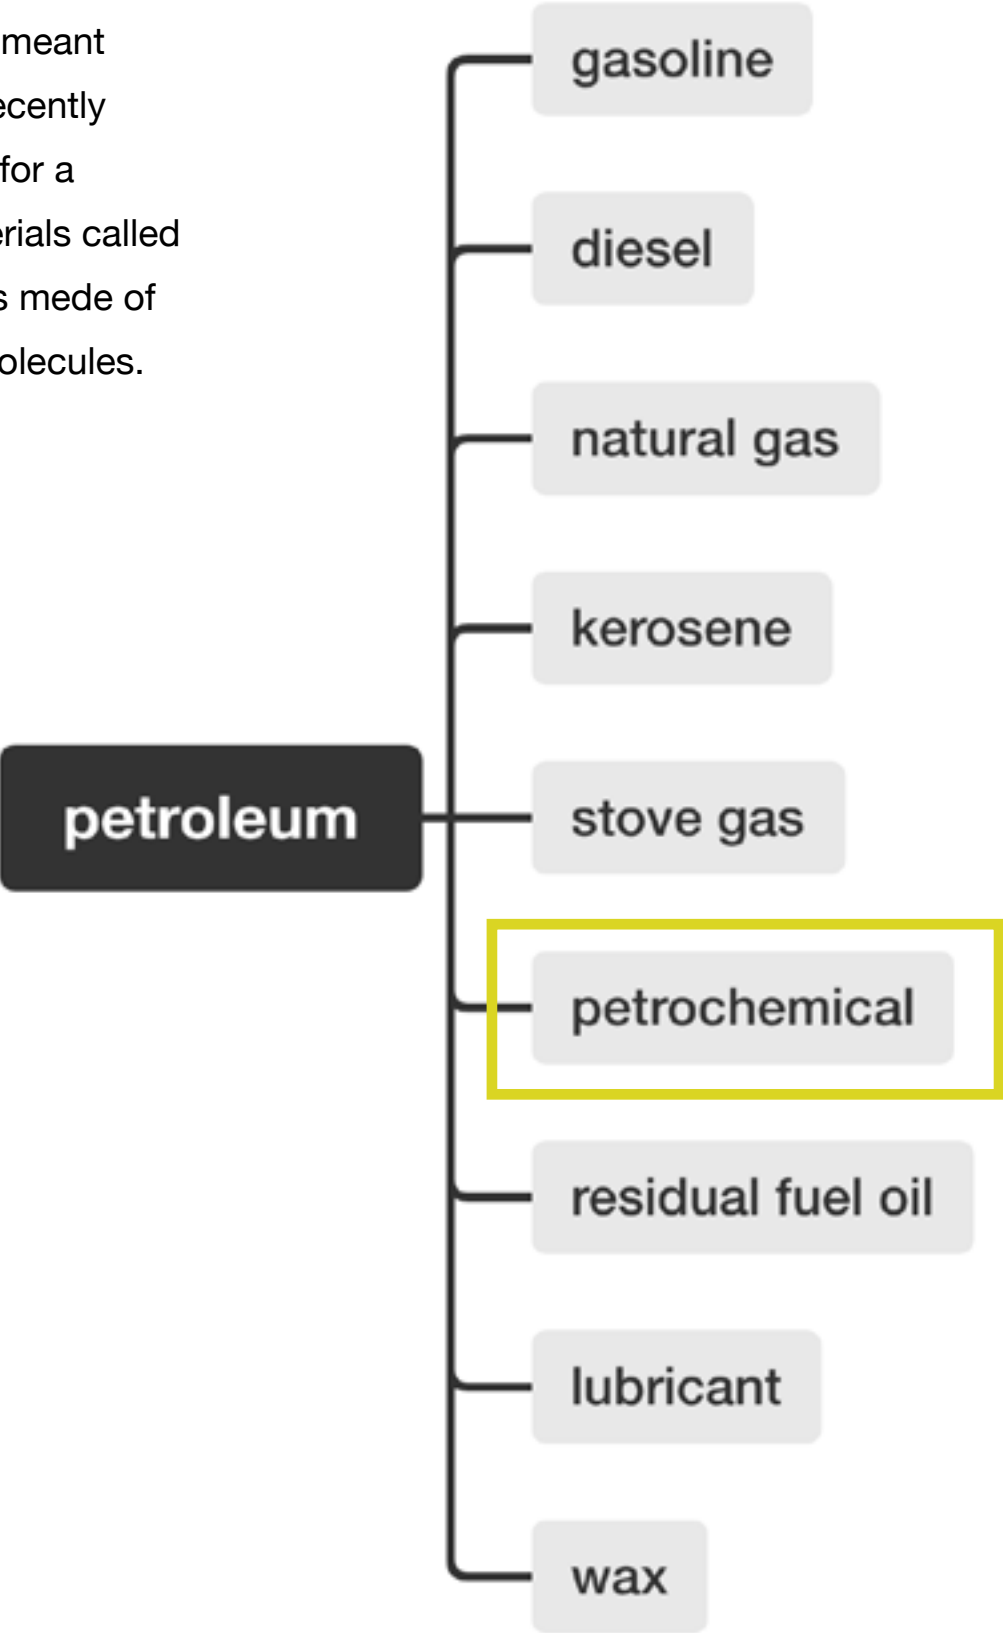 meant
ecently
for a
erials called
s mede of
olecules.
gasoline
diesel
natural gas
kerosene
petroleum
stove gas
petrochemical
residual fuel oil
lubricant
wax